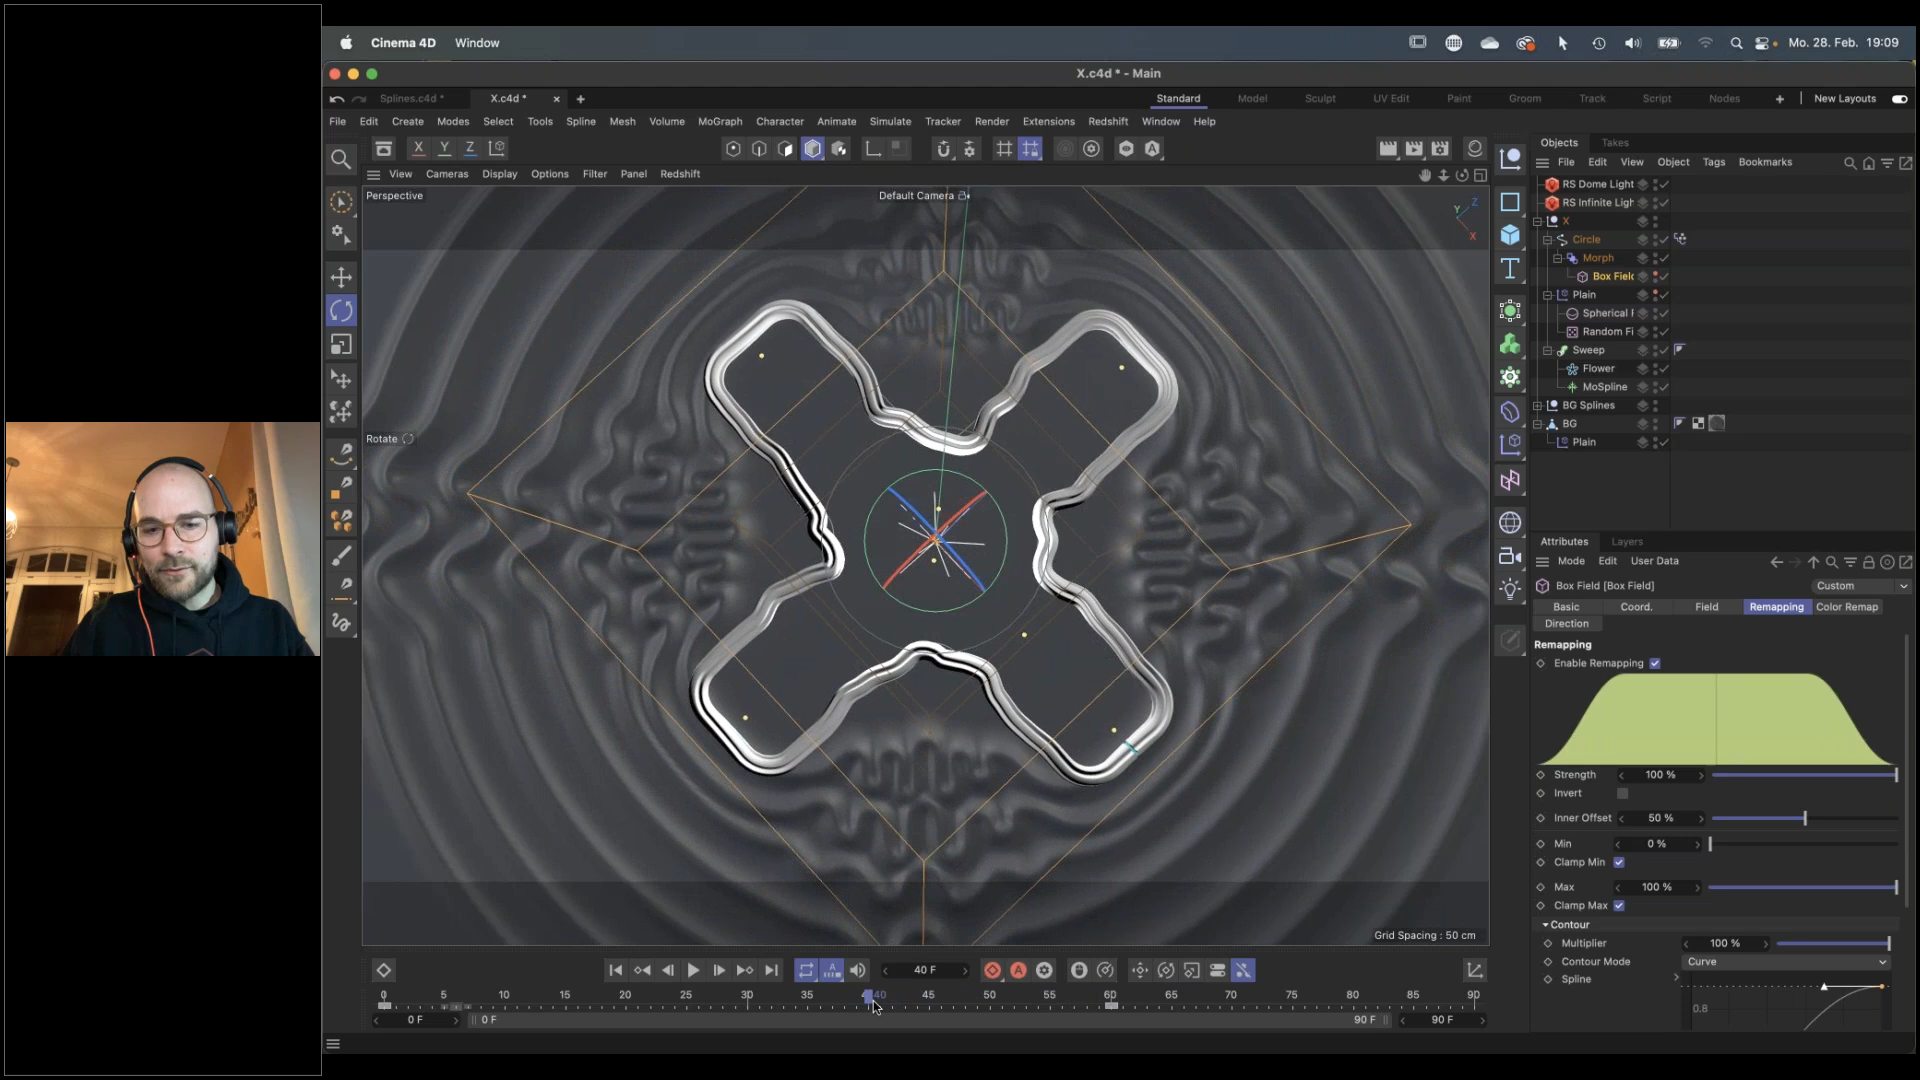 Cinema 4D Window
Mo. 28. Feb. 19:09
X.c4d * - Main
Splines.c4d * X.c4d *
Standard Model Sculpt UV Edit Paint Groom Track Script Nodes New Layouts
File Edit Create Modes Select Tools Spline Mesh Volume MoGraph Character Animate Simulate Tracker Render Extensions Redshift Window Help
X Y Z
View Cameras Display Options Filter Panel Redshift
Perspective
Default Camera
Y Z X
Rotate
Grid Spacing : 50 cm
Objects Takes
File Edit View Object Tags Bookmarks
RS Dome Light
RS Infinite Ligh
X
Circle
Morph
Box Field
Plain
Spherical F
Random Fi
Sweep
Flower
MoSpline
BG Splines
BG
Plain
Attributes Layers
Mode Edit User Data
Box Field [Box Field] Custom
Basic Coord. Field Remapping Color Remap
Direction
Remapping
Enable Remapping
Strength 100 %
Invert
Inner Offset 50 %
Min 0 %
Clamp Min
Max 100 %
Clamp Max
Contour
Multiplier 100 %
Contour Mode Curve
Spline
0.8
40 F
0 5 10 15 20 25 30 35 40 45 50 55 60 65 70 75 80 85 90
0 F 0 F 90 F 90 F